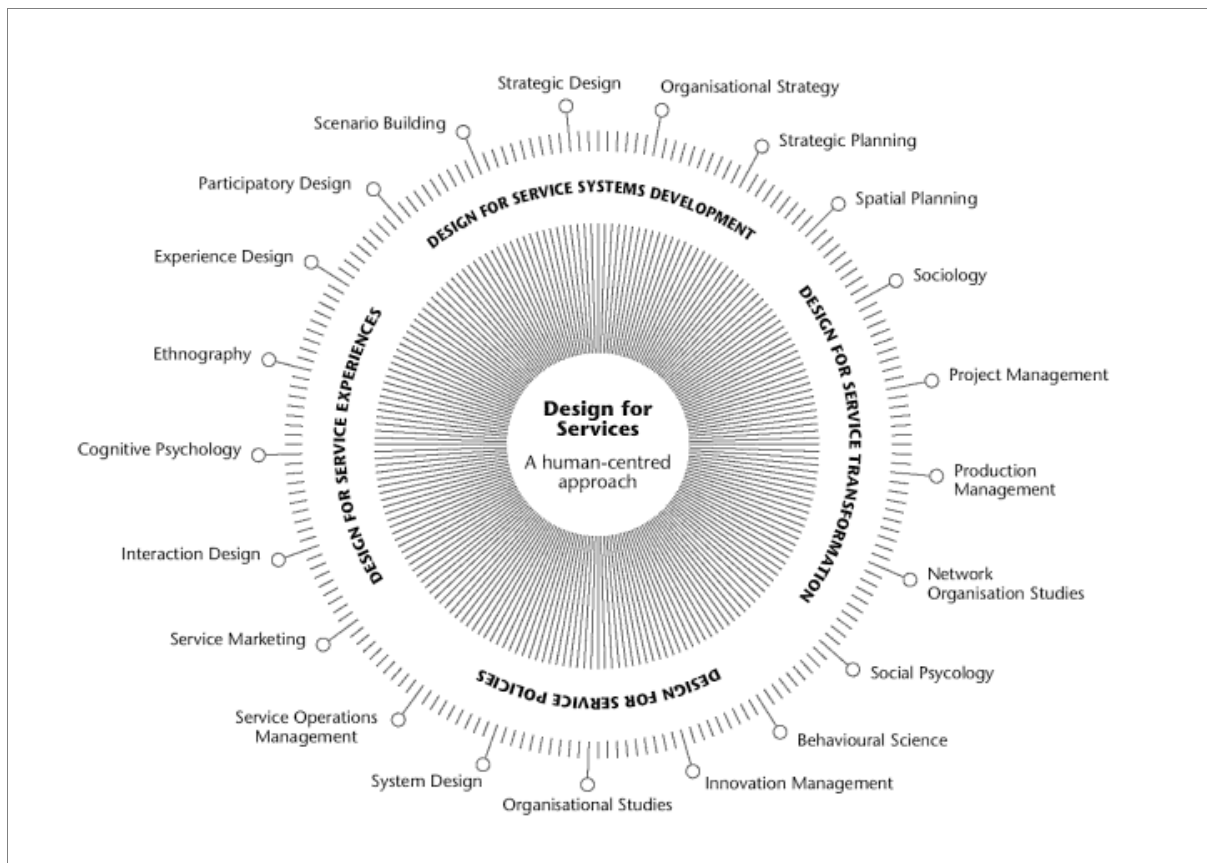 Strategic Design
Organisational Strategy
Strategic Planning
Spatial Planning
Sociology
Project Management
Production
Management
Network
Organisation Studies
Social Psycology
Behavioural Science
Innovation Management
Organisational Studies
System Design
Service Operations
Management
Service Marketing
Interaction Design
Cognitive Psychology
Ethnography
Experience Design
Participatory Design
Scenario Building
DESIGN FOR SERVICE SYSTEMS DEVELOPMENT
DESIGN FOR SERVICE TRANSFORMATION
DESIGN FOR SERVICE POLICIES
DESIGN FOR SERVICE EXPERIENCES
Design for
Services
A human-centred
approach